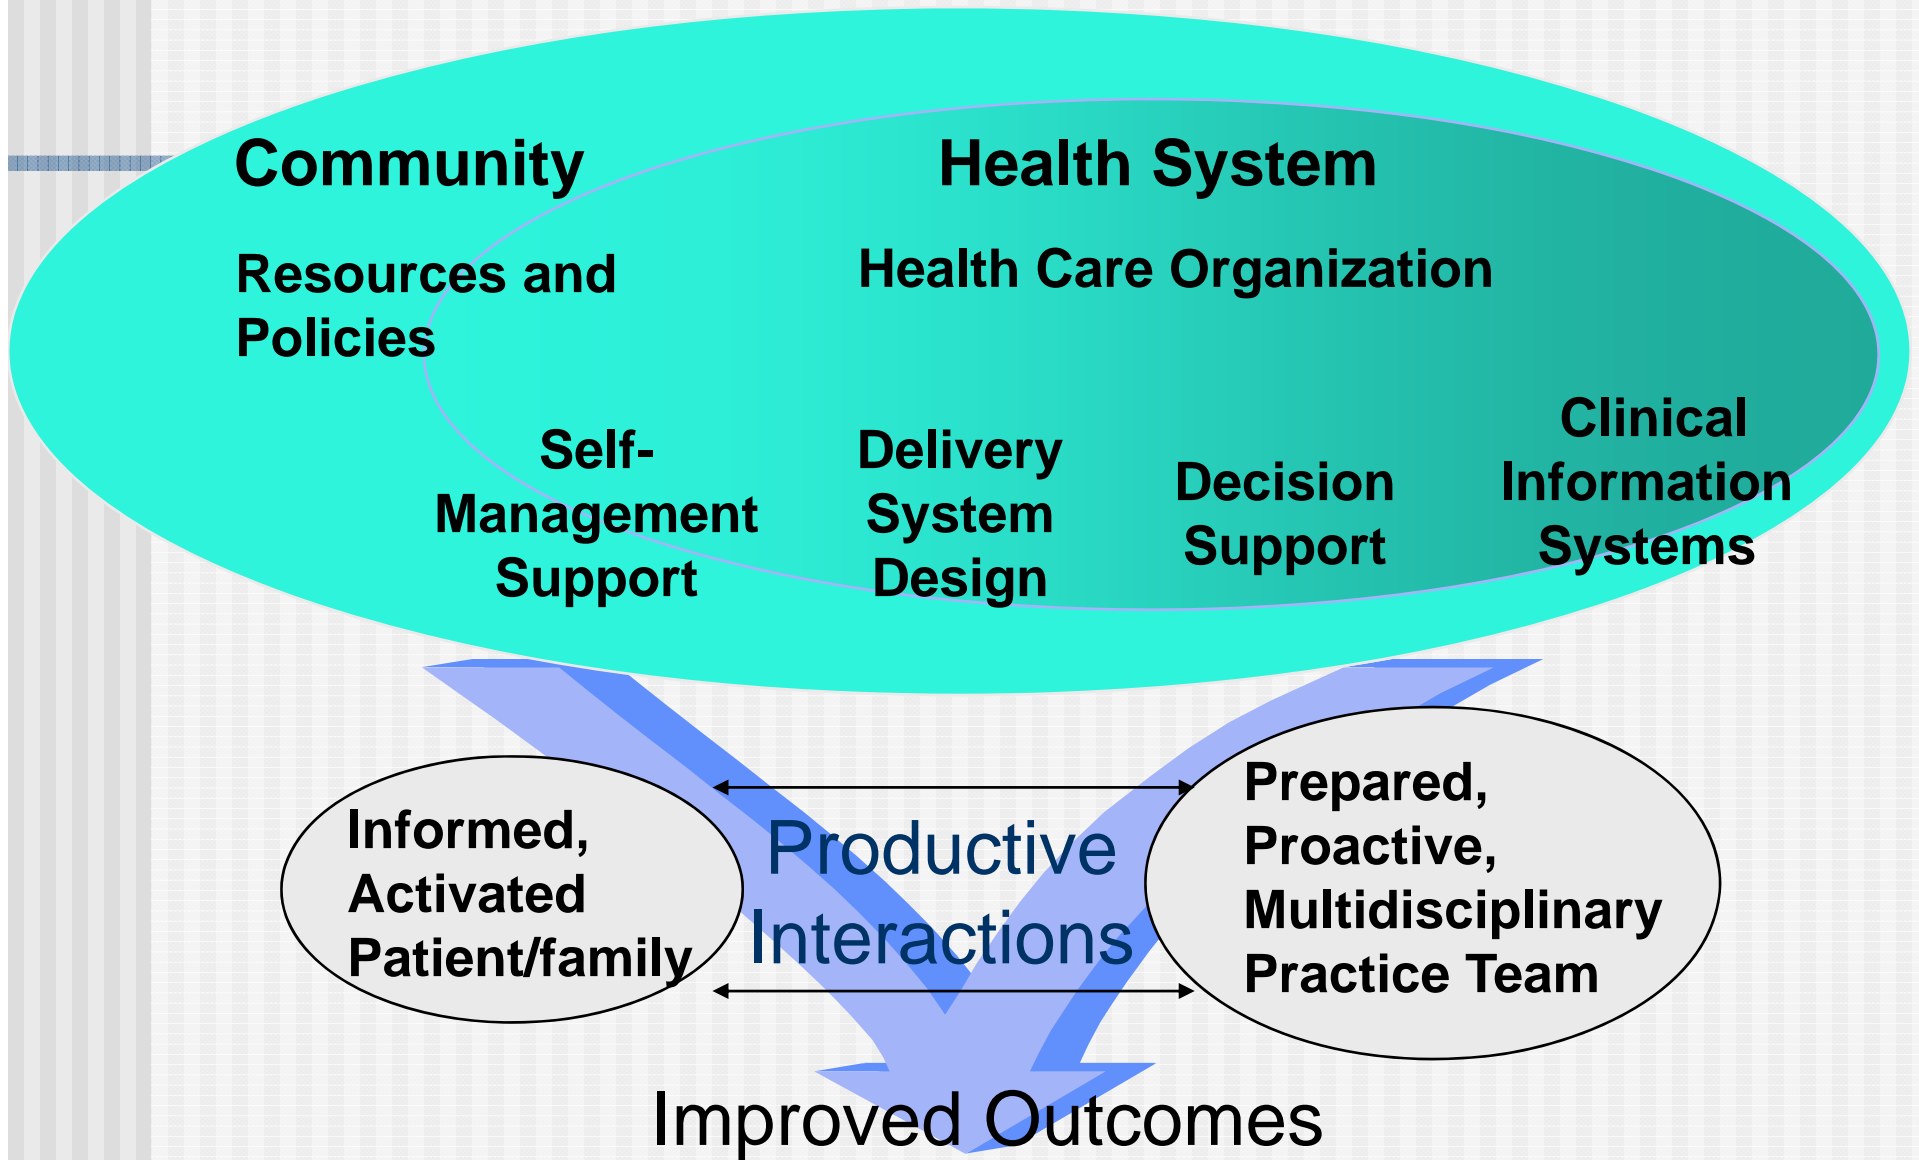 Community
Health System
Resources and
Policies
Health Care Organization
Self-
Management
Support
Delivery
System
Design
Decision
Support
Clinical
Information
Systems
Informed,
Activated
Patient/family
Productive
Interactions
Prepared,
Proactive,
Multidisciplinary
Practice Team
Improved Outcomes